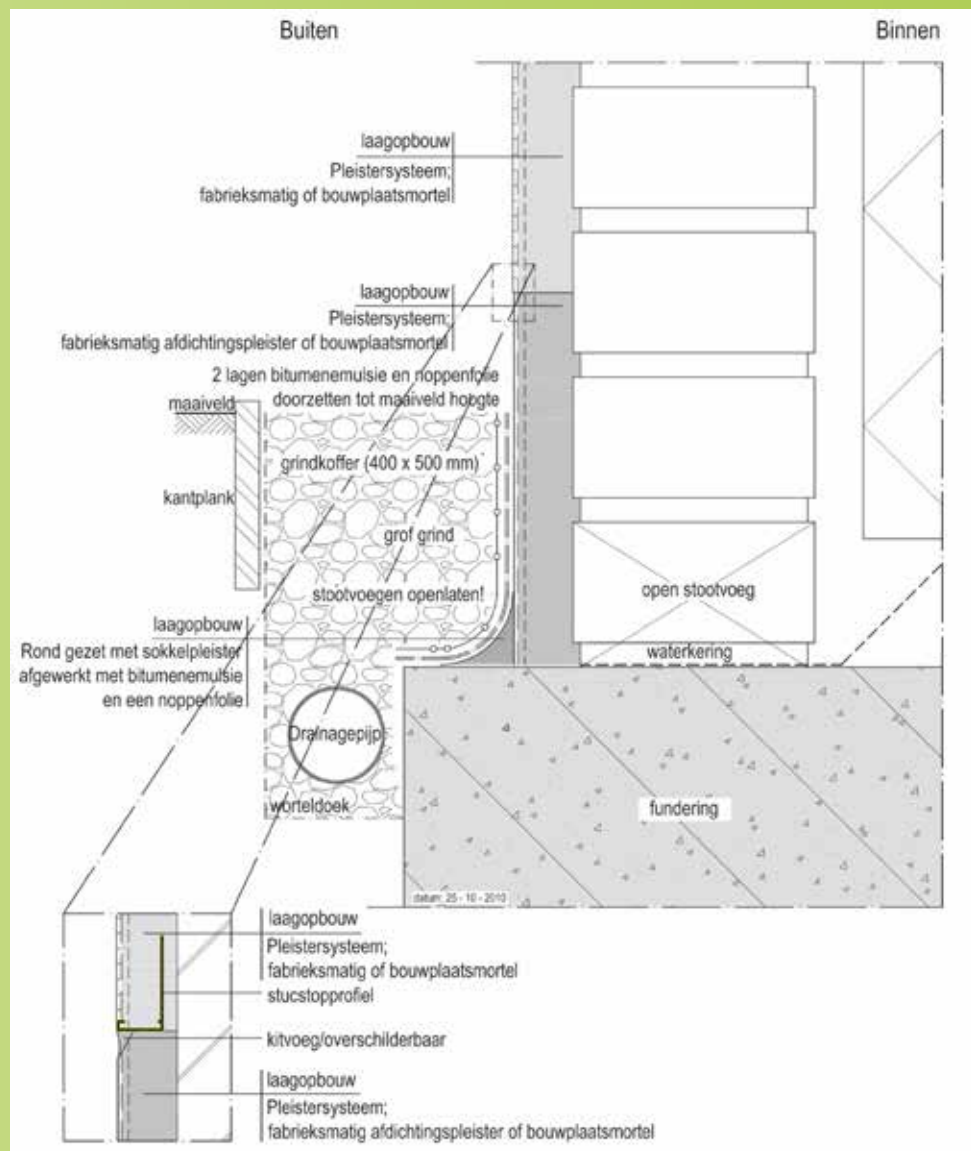 Buiten
Binnen
laagopbouw
Pleistersysteem;
fabrieksmatig of bouwplaatsmortel
laagopbouw
Pleistersysteem;
fabrieksmatig afdichtingspleister of bouwplaatsmortel
2 lagen bitumenemulsie en noppenfolie
doorzetten tot maaiveld hoogte
maaiveld
grindkoffer (400 x 500 mm)
kantplank
grof grind
stootvoegen openlaten!
open stootvoeg
laagopbouw
Rond gezet met sokkelpleister
afgewerkt met bitumenemulsie
en een noppenfolie
waterkering
Drainagepijp
worteldoek
fundering
datum: 25 - 10 - 2010
laagopbouw
Pleistersysteem;
fabrieksmatig of bouwplaatsmortel
stucstopprofiel
kitvoeg/overschilderbaar
laagopbouw
Pleistersysteem;
fabrieksmatig afdichtingspleister of bouwplaatsmortel